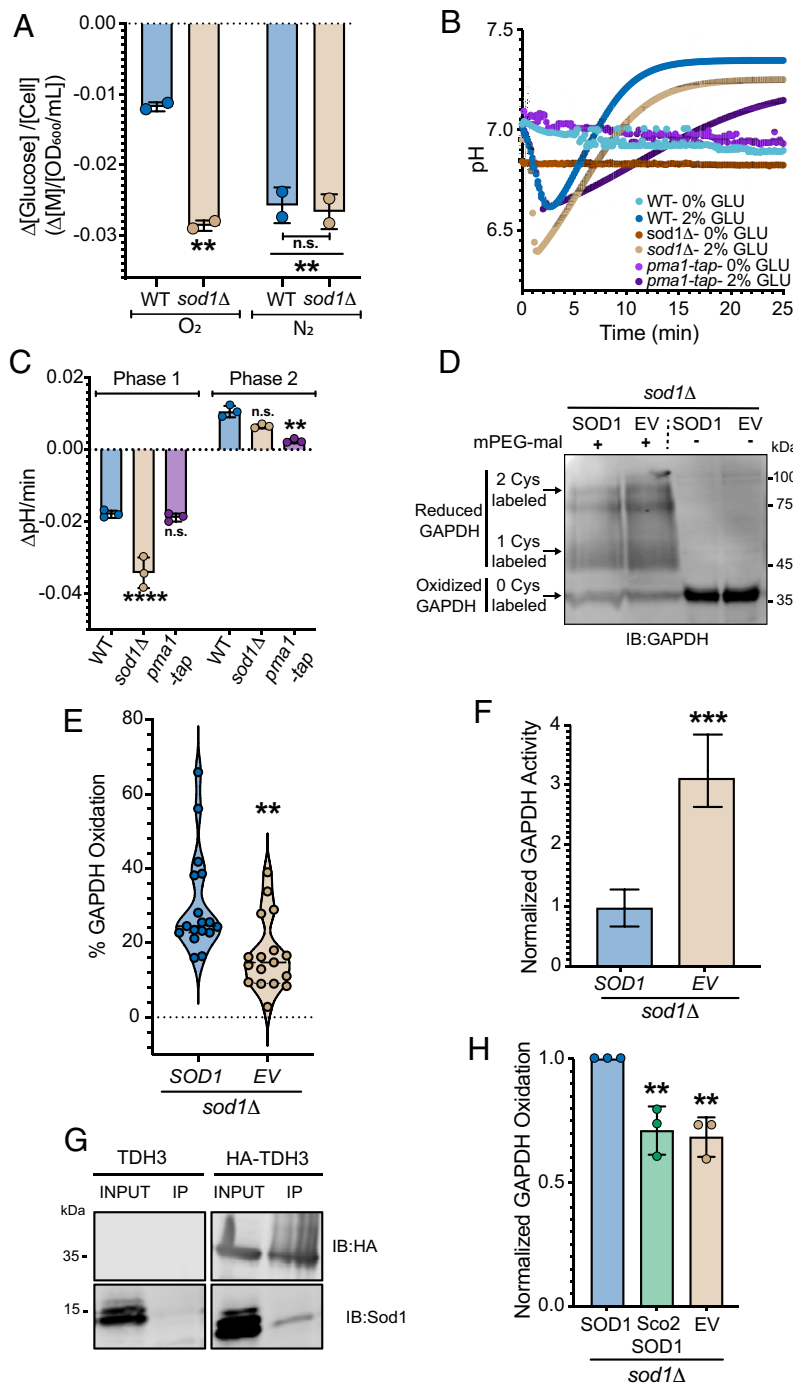 A
Δ[Glucose] /[Cell]
(Δ[M]/[OD₆₀₀/mL])
0.00
-0.01
-0.02
-0.03
**
n.s.
**
WT sod1Δ WT sod1Δ
O₂ N₂
B
pH
7.5
7.0
6.5
0 5 10 15 20 25
Time (min)
WT- 0% GLU
WT- 2% GLU
sod1Δ- 0% GLU
sod1Δ- 2% GLU
pma1-tap- 0% GLU
pma1-tap- 2% GLU
C
ΔpH/min
0.02
0.00
-0.02
-0.04
Phase 1 Phase 2
n.s. **
n.s.
****
WT sod1Δ pma1 -tap WT sod1Δ pma1 -tap
D
sod1Δ
SOD1 EV SOD1 EV
mPEG-mal + + - - kDa
Reduced
GAPDH
2 Cys
labeled
1 Cys
labeled
Oxidized
GAPDH
0 Cys
labeled
100
75
45
35
IB:GAPDH
E
% GAPDH Oxidation
80
60
40
20
0
**
SOD1 EV
sod1Δ
F
Normalized GAPDH Activity
4
3
2
1
0
***
SOD1 EV
sod1Δ
G
TDH3 HA-TDH3
INPUT IP INPUT IP
kDa
35
IB:HA
15
IB:Sod1
H
Normalized GAPDH Oxidation
1.0
0.5
0.0
** **
SOD1 Sco2 EV
SOD1
sod1Δ